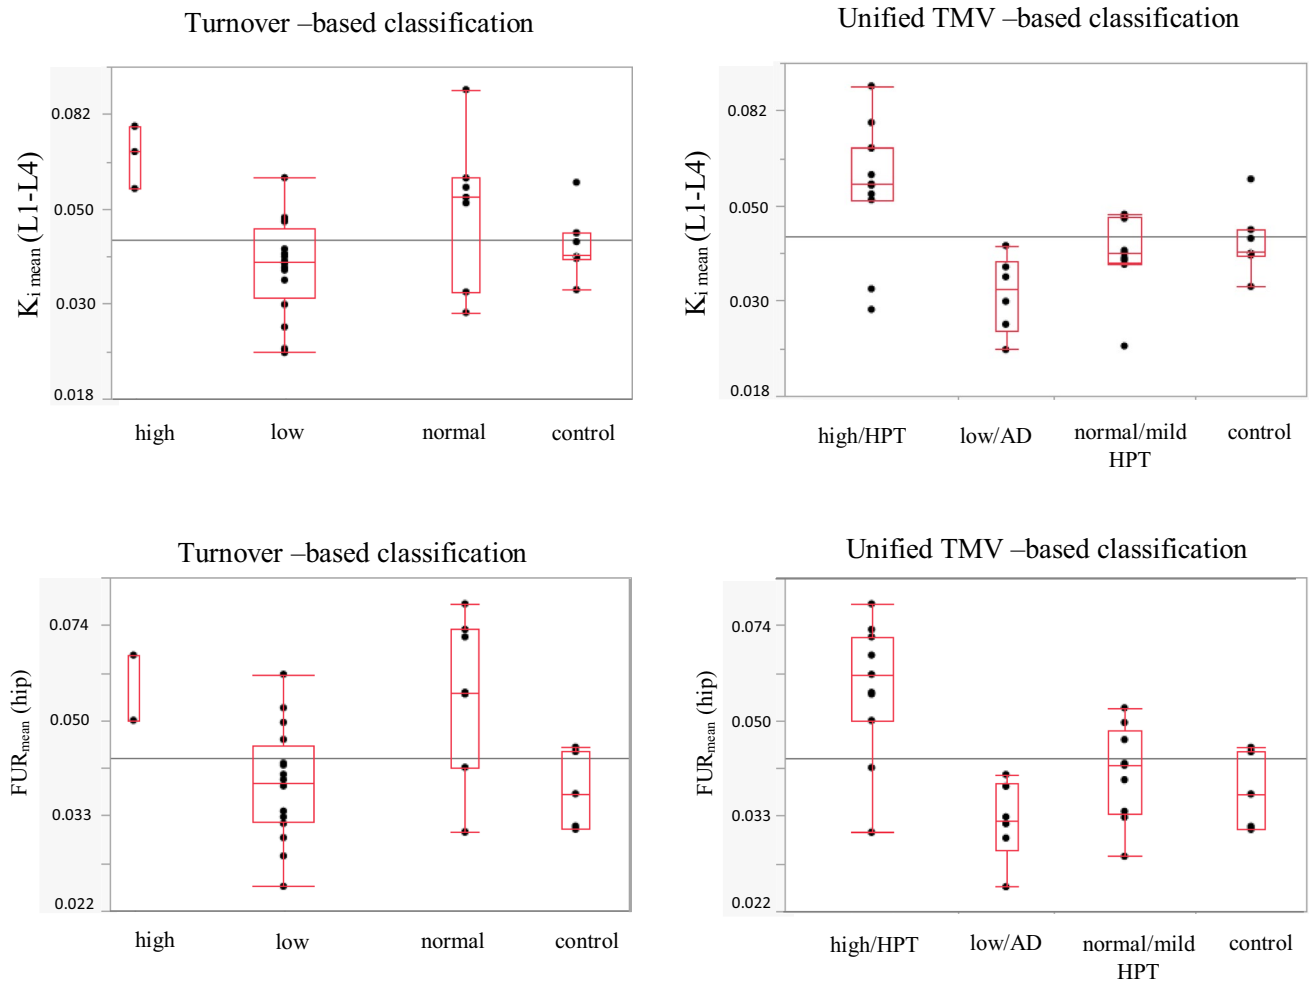 Turnover –based classification
Unified TMV –based classification
K i mean (L1-L4)
0.082
0.050
0.030
0.018
high
low
normal
control
K i mean (L1-L4)
0.082
0.050
0.030
0.018
high/HPT
low/AD
normal/mild
HPT
control
Turnover –based classification
Unified TMV –based classification
FURmean (hip)
0.074
0.050
0.033
0.022
high
low
normal
control
FURmean (hip)
0.074
0.050
0.033
0.022
high/HPT
low/AD
normal/mild
HPT
control